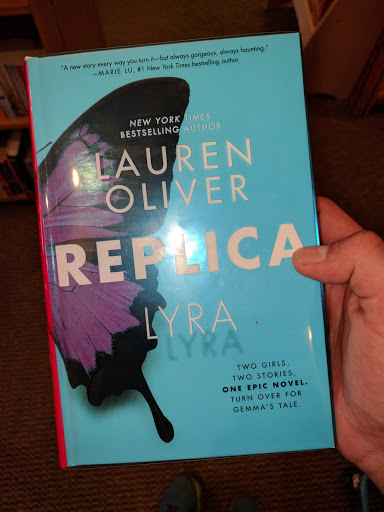 "A new story every way you turn it—but always gorgeous, always haunting."
—MARIE LU, #1 New York Times bestselling author
NEW YORK TIMES
BESTSELLING AUTHOR
LAUREN
OLIVER
REPLICA
LYRA
LYRA
TWO GIRLS,
TWO STORIES,
ONE EPIC NOVEL.
TURN OVER FOR
GEMMA'S TALE.